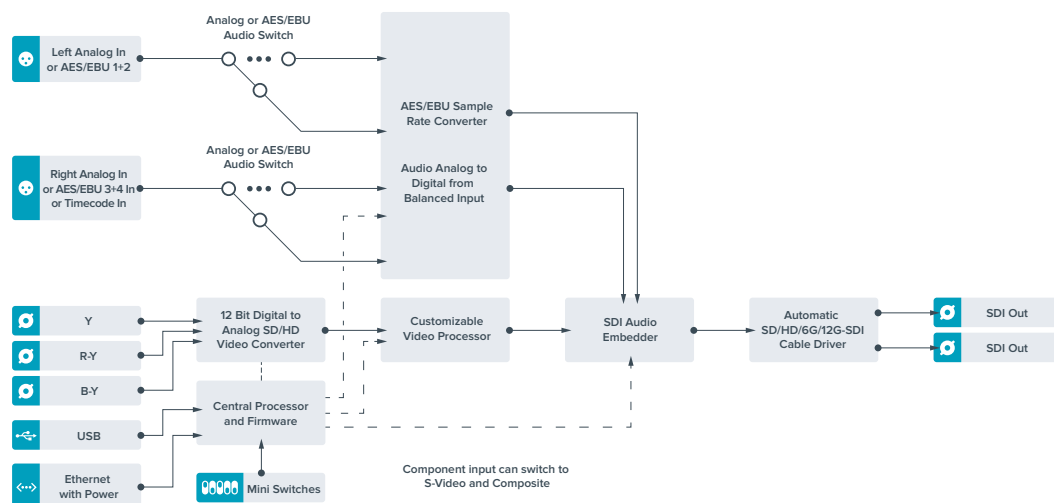 Analog or AES/EBU
Audio Switch
Left Analog In
or AES/EBU 1+2
AES/EBU Sample
Rate Converter
Analog or AES/EBU
Audio Switch
Right Analog In
or AES/EBU 3+4 In
or Timecode In
Audio Analog to
Digital from
Balanced Input
Y
R-Y
B-Y
12 Bit Digital to
Analog SD/HD
Video Converter
Customizable
Video Processor
SDI Audio
Embedder
Automatic
SD/HD/6G/12G-SDI
Cable Driver
SDI Out
SDI Out
Central Processor
and Firmware
USB
Ethernet
with Power
Mini Switches
Component input can switch to
S-Video and Composite